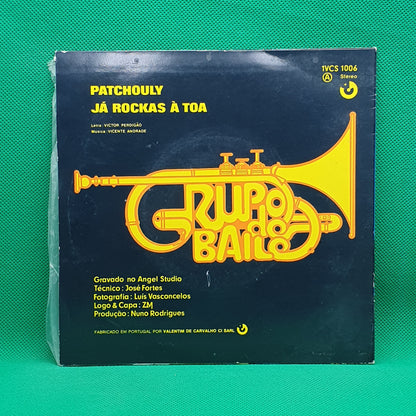 PATCHOULY
JÁ ROCKAS À TOA
Letra: VICTOR PERDIGÃO
Música: VICENTE ANDRADE
1VCS 1006
A Stereo
GRUPO
do
BAILE
Gravado no Angel Studio
Técnico: José Fortes
Fotografia: Luís Vasconcelos
Logo & Capa: ZM
Produção: Nuno Rodrigues
FABRICADO EM PORTUGAL POR VALENTIM DE CARVALHO CI SARL